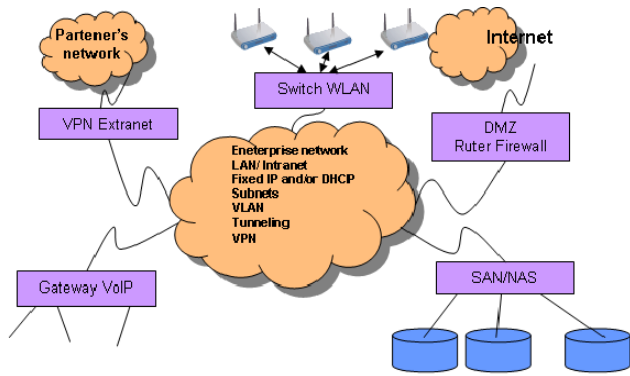 Partener's
network
Internet
Switch WLAN
VPN Extranet
DMZ
Ruter Firewall
Eneterprise network
LAN/ Intranet
Fixed IP and/or DHCIP
Subnets
VLAN
Tunneling
VPN
Gateway VoIP
SAN/NAS